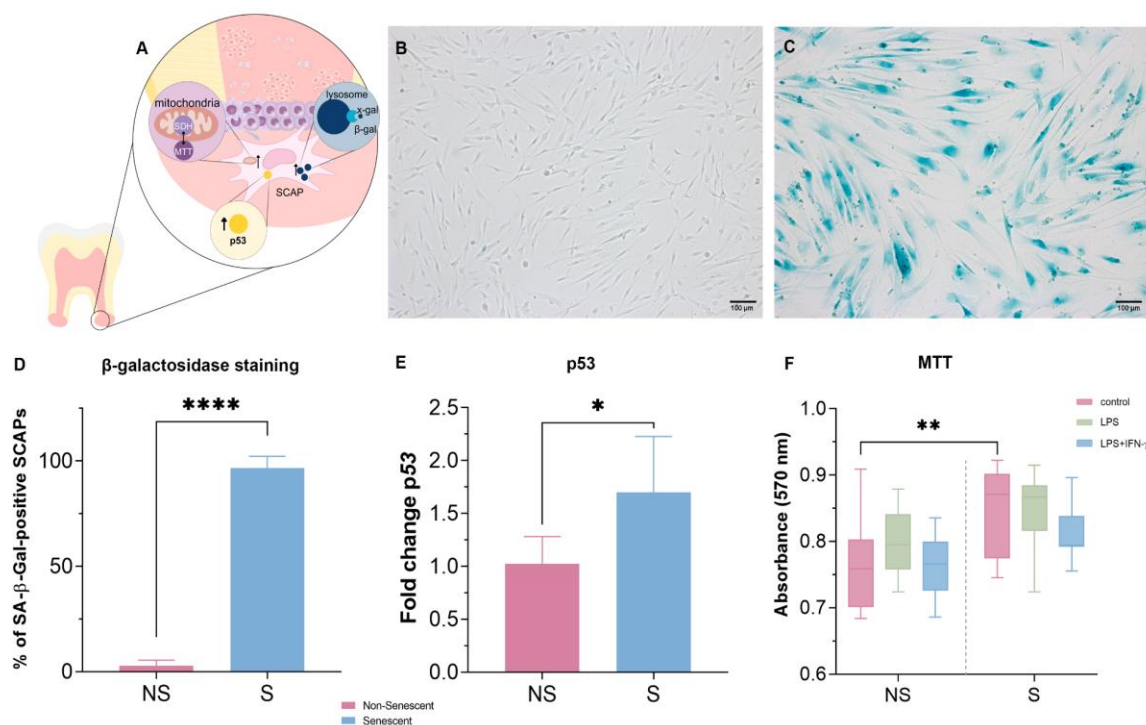 A
mitochondria
SDH
MTT
lysosome
x-gal
β-gal
SCAP
p53
B
100 µm
C
100 µm
D
β-galactosidase staining
% of SA-β-Gal-positive SCAPs
100
50
0
****
NS
S
Non-Senescent
Senescent
E
p53
Fold change p53
2.5
2.0
1.5
1.0
0.5
0.0
*
NS
S
F
MTT
control
LPS
LPS+IFN-γ
Absorbance (570 nm)
1.0
0.9
0.8
0.7
0.6
**
NS
S